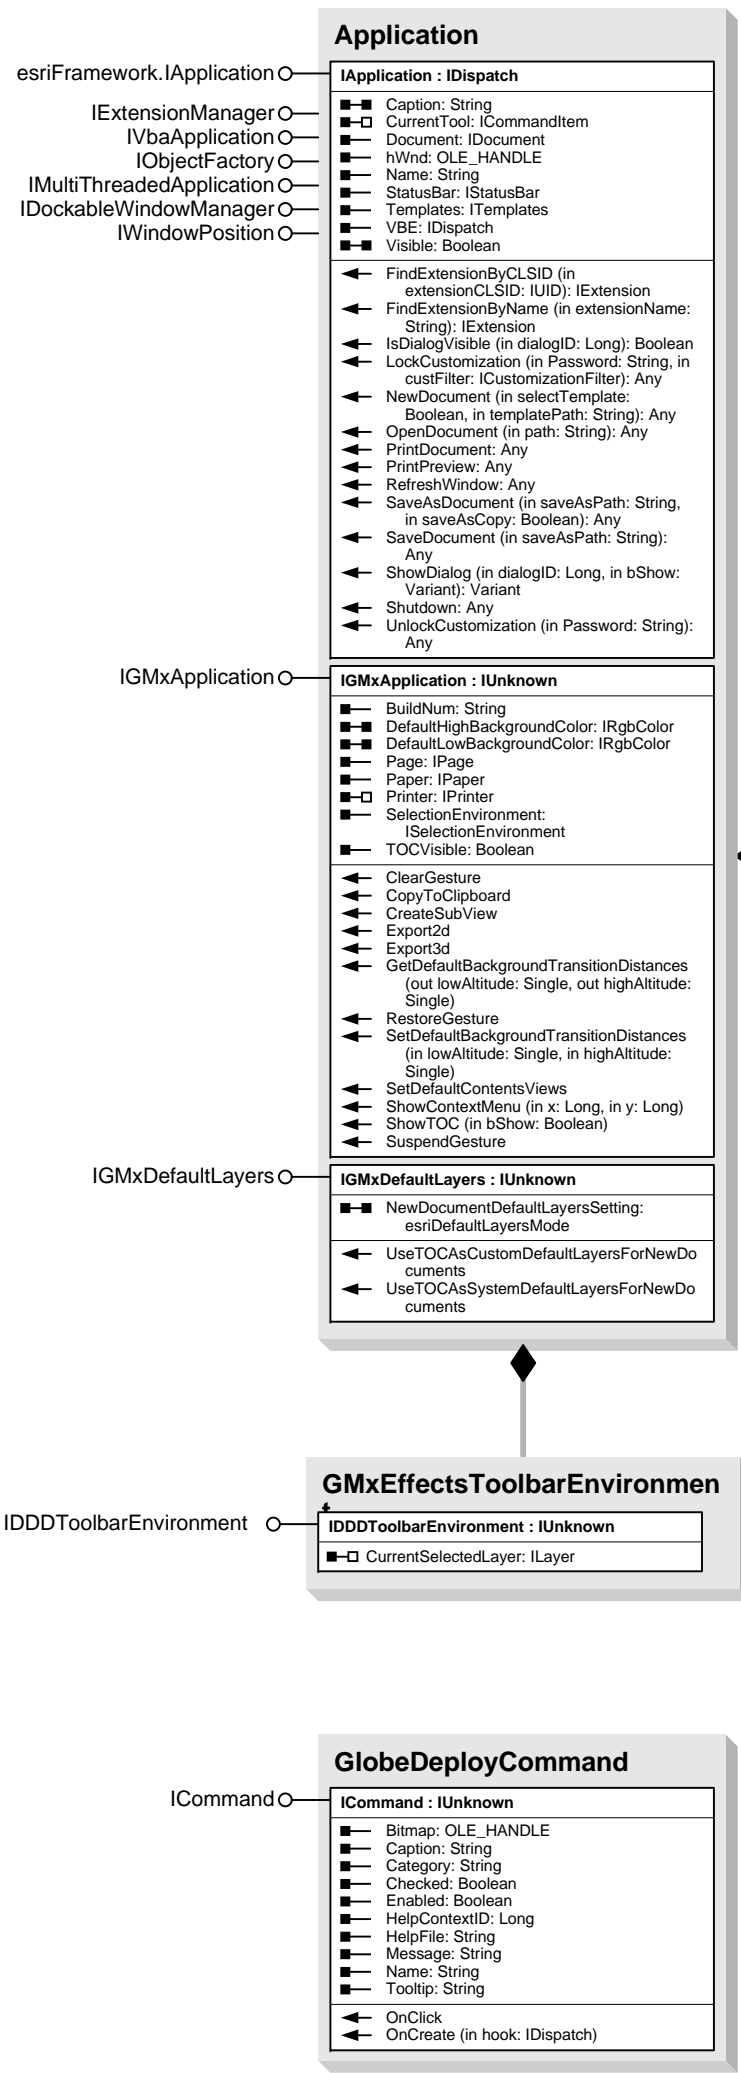 Application
esriFramework.IApplication
IExtensionManager
IVbaApplication
IObjectFactory
IMultiThreadedApplication
IDockableWindowManager
IWindowPosition
IApplication : IDispatch
Caption: String
CurrentTool: ICommandItem
Document: IDocument
hWnd: OLE_HANDLE
Name: String
StatusBar: IStatusBar
Templates: ITemplates
VBE: IDispatch
Visible: Boolean
FindExtensionByCLSID (in
extensionCLSID: IUID): IExtension
FindExtensionByName (in extensionName:
String): IExtension
IsDialogVisible (in dialogID: Long): Boolean
LockCustomization (in Password: String, in
custFilter: ICustomizationFilter): Any
NewDocument (in selectTemplate:
Boolean, in templatePath: String): Any
OpenDocument (in path: String): Any
PrintDocument: Any
PrintPreview: Any
RefreshWindow: Any
SaveAsDocument (in saveAsPath: String,
in saveAsCopy: Boolean): Any
SaveDocument (in saveAsPath: String):
Any
ShowDialog (in dialogID: Long, in bShow:
Variant): Variant
Shutdown: Any
UnlockCustomization (in Password: String):
Any
IGMxApplication
IGMxApplication : IUnknown
BuildNum: String
DefaultHighBackgroundColor: IRgbColor
DefaultLowBackgroundColor: IRgbColor
Page: IPage
Paper: IPaper
Printer: IPrinter
SelectionEnvironment:
ISelectionEnvironment
TOCVisible: Boolean
ClearGesture
CopyToClipboard
CreateSubView
Export2d
Export3d
GetDefaultBackgroundTransitionDistances
(out lowAltitude: Single, out highAltitude:
Single)
RestoreGesture
SetDefaultBackgroundTransitionDistances
(in lowAltitude: Single, in highAltitude:
Single)
SetDefaultContentsViews
ShowContextMenu (in x: Long, in y: Long)
ShowTOC (in bShow: Boolean)
SuspendGesture
IGMxDefaultLayers
IGMxDefaultLayers : IUnknown
NewDocumentDefaultLayersSetting:
esriDefaultLayersMode
UseTOCAsCustomDefaultLayersForNewDo
cuments
UseTOCAsSystemDefaultLayersForNewDo
cuments
GMxEffectsToolbarEnvironmen
t
IDDDToolbarEnvironment
IDDDToolbarEnvironment : IUnknown
CurrentSelectedLayer: ILayer
GlobeDeployCommand
ICommand
ICommand : IUnknown
Bitmap: OLE_HANDLE
Caption: String
Category: String
Checked: Boolean
Enabled: Boolean
HelpContextID: Long
HelpFile: String
Message: String
Name: String
Tooltip: String
OnClick
OnCreate (in hook: IDispatch)